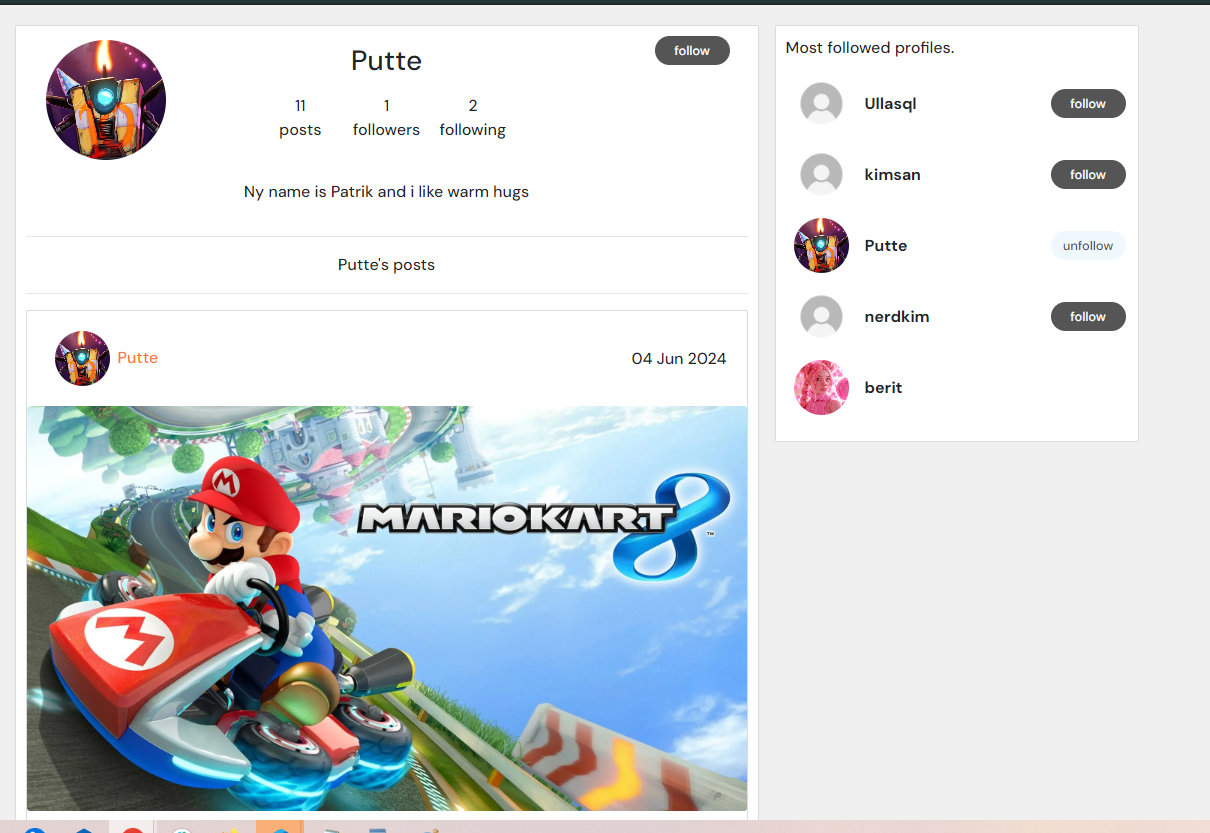 Putte
follow
11
1
2
posts
followers
following
Ny name is Patrik and i like warm hugs
Putte's posts
Putte
04 Jun 2024
M
MARIOKART 8
TM
M
Most followed profiles.
Ullasql
follow
kimsan
follow
Putte
unfollow
nerdkim
follow
berit